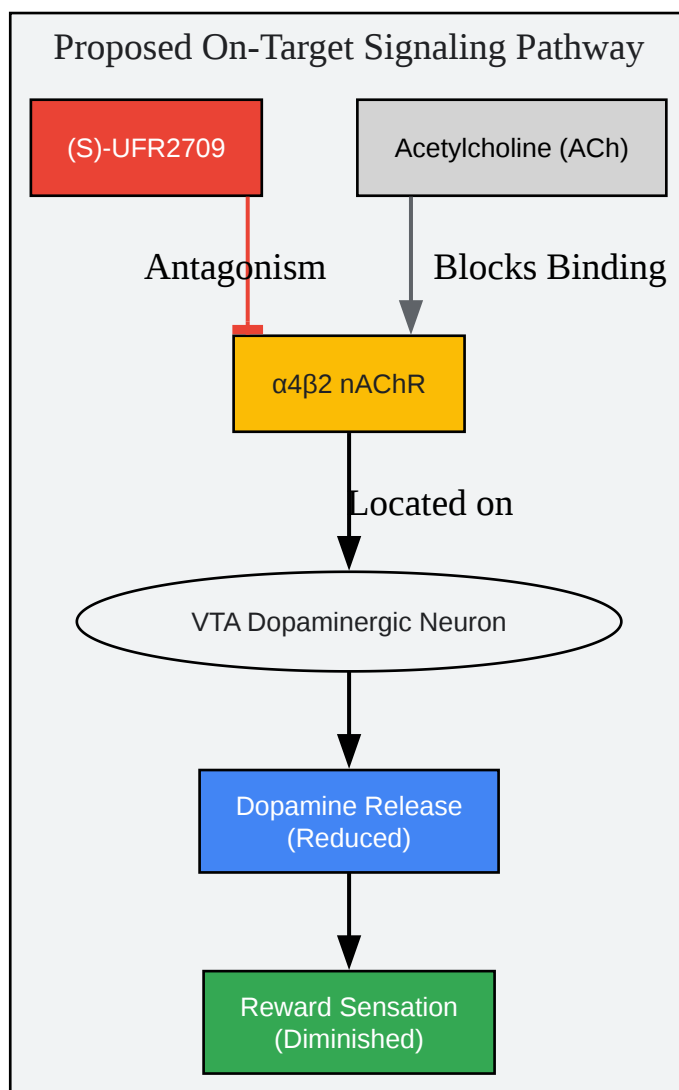 Proposed On-Target Signaling Pathway
(S)-UFR2709
Acetylcholine (ACh)
Antagonism
Blocks Binding
α4β2 nAChR
Located on
VTA Dopaminergic Neuron
Dopamine Release
(Reduced)
Reward Sensation
(Diminished)